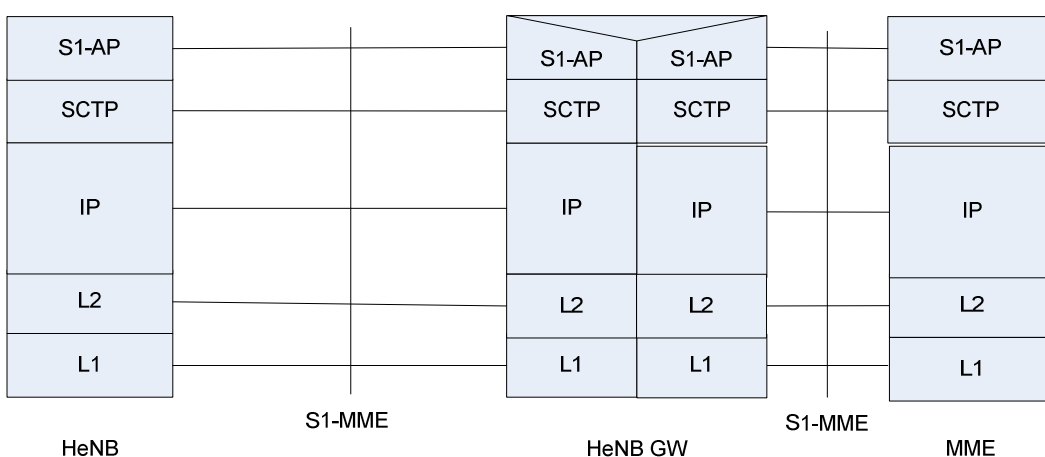 S1-AP
S1-AP
S1-AP
S1-AP
SCTP
SCTP
SCTP
SCTP
IP
IP
IP
IP
L2
L2
L2
L2
L1
L1
L1
L1
S1-MME
S1-MME
HeNB
HeNB GW
MME